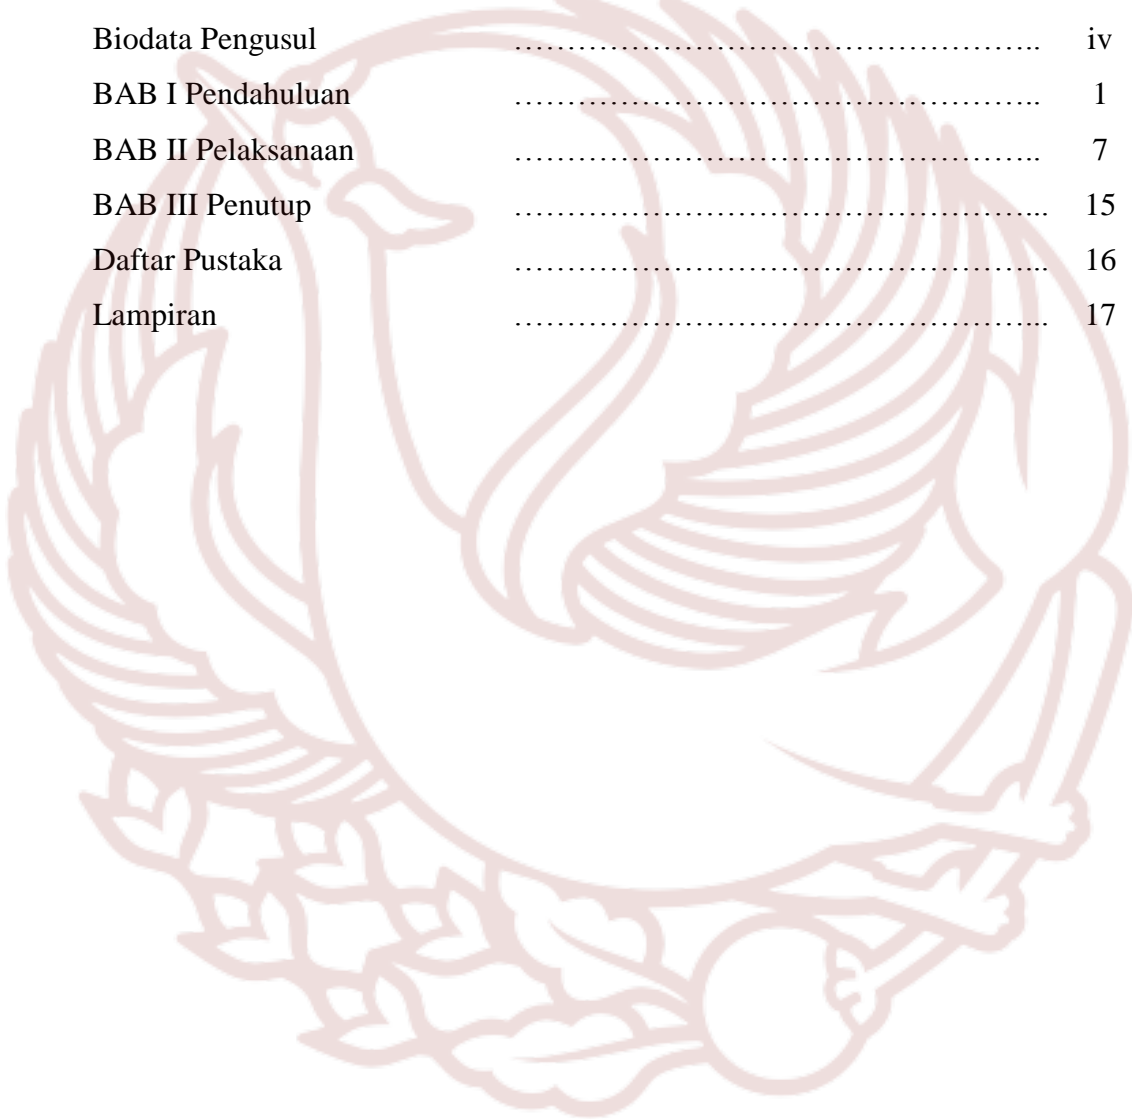 Biodata Pengusul ………………………………………….. iv
BAB I Pendahuluan ………………………………………….. 1
BAB II Pelaksanaan ………………………………………….. 7
BAB III Penutup …………………………………………... 15
Daftar Pustaka …………………………………………... 16
Lampiran …………………………………………... 17